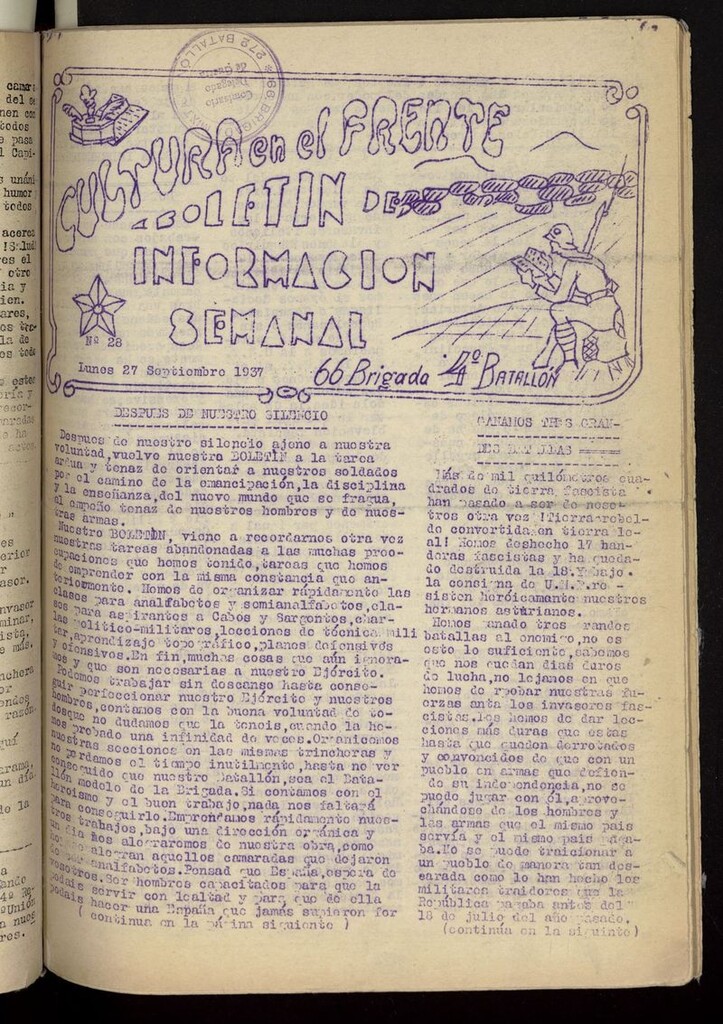 272 BATALLON
66 BRIG
Comisario
Delegado
de Guerra
CULTURA en el FRENTE
BOLETIN DE
INFORMACION
SEMANAL
Nº 28
Lunes 27 Septiembre 1937
66 Brigada 4º BATALLÓN
DESPUES DE NUESTRO SILENCIO
Despues de nuestro silencio ajeno a nuestra
voluntad,vuelve nuestro BOLETIN a la tarea
ardua y tenaz de orientar a nuestros soldados
por el camino de la emancipación,la disciplina
y la enseñanza,del nuevo mundo que se fragua,
al empeño tenaz de nuestros hombres y de nues-
tras armas.
Nuestro BOLETIN, viene a recordarnos otra vez
nuestras tareas abandonadas a las muchas preo-
cupaciones que hemos tenido,tareas que hemos
de emprender con la misma constancia que an-
teriormente. Hemos de organizar rápidamente las
clases para analfabetos y semianalfabetos,cla-
ses para aspirantes a Cabos y Sargentos,char-
las politico-militares,lecciones de técnica mili
tar,aprendizaje topográfico,planes defensivos
y ofensivos.En fin,muchas cosas que aún ignora-
mos y que son necesarias a nuestro Ejército.
Podemos trabajar sin descanso hasta conse-
guir perfeccionar nuestro Ejército y nuestros
hombres,contamos con la buena voluntad de to-
dos,que no dudamos que la teneis,cuando la he-
mos probado una infinidad de veces.Organicemos
nuestras secciones en las mismas trincheras y
no perdamos el tiempo inutilmente,hasta no ver
conseguido que nuestro Batallón,sea el Bata-
llón modelo de la Brigada.Si contamos con el
heroismo y el buen trabajo,nada nos faltará
para conseguirlo.Emprendamos rápidamente nues-
tros trabajos,bajo una dirección orgánica y
un dia nos alegraremos de nuestra obra,como
se alegran aquellos camaradas que dejaron
de ser analfabetos.Pensad que España,espera de
vosotros.Ser hombres capacitados para que la
podais servir con lealtad y para que de ella
podais hacer una España que jamás supieron for
( continua en la página siguiente )
GANAMOS TRES GRAN-
DES BATALLAS
Más de mil quilómetros cua-
drados de tierra fascista
han pasado a ser de noso-
tros otra vez !Tierra rebel-
de convertida en tierra le-
al! Hemos deshecho 17 ban-
deras fascistas y ha queda-
do destruida la 18.Y bajo
la consigna de U.H.P.re-
sisten heróicamente nuestros
hermanos asturianos.
Hemos ganado tres grandes
batallas al enemigo,no es
esto lo suficiente,sabemos
que nos quedan dias duros
de lucha,no lejanos en que
hemos de probar nuestras fu-
erzas ante los invasores fas-
cistas.Les hemos de dar lec-
ciones más duras que estas
hasta que queden derrotados
y convencidos de que con un
pueblo en armas que defien-
de su independencia,no se
puede jugar con él,aprove-
chándose de los hombres y
las armas que el mismo pais
servía y el mismo pais paga-
ba.No se puede traicionar a
un pueblo de manera tan des-
carada como lo han hecho los
militares traidores que la
República pagaba antes del
18 de julio del año pasado.
(continúa en la siguiente)